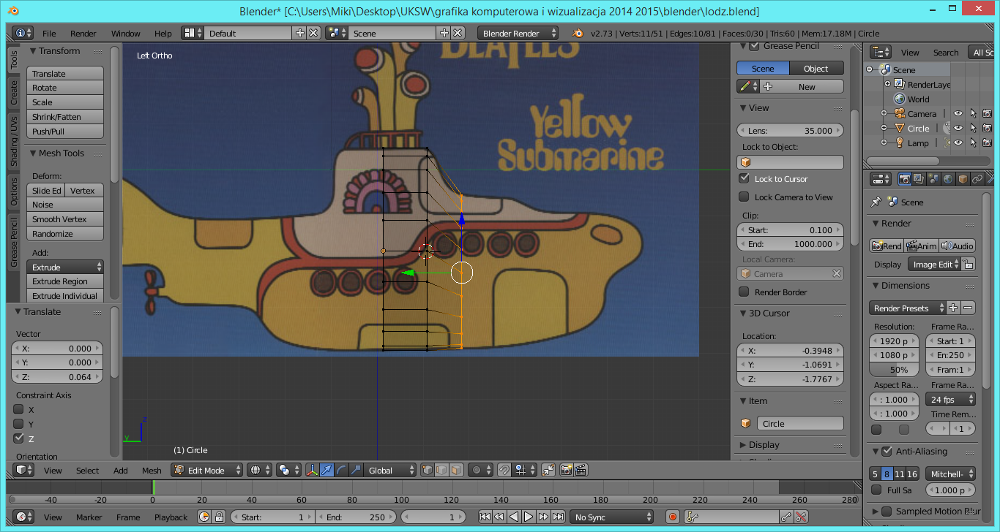 Blender* [C:\Users\Miki\Desktop\UKSW\grafika komputerowa i wizualizacja 2014 2015\blender\lodz.blend]
File Render Window Help Default Scene Blender Render v2.73 | Verts:11/51 | Edges:10/81 | Faces:0/30 | Tris:60 | Mem:17.18M | Circle
Tools
Create
Shading / UVs
Options
Grease Pencil
Transform
Translate
Rotate
Scale
Shrink/Fatten
Push/Pull
Mesh Tools
Deform:
Slide Ed Vertex
Noise
Smooth Vertex
Randomize
Add:
Extrude
Extrude Region
Extrude Individual
Translate
Vector
X: 0.000
Y: 0.000
Z: 0.064
Constraint Axis
X
Y
Z
Orientation
Left Ortho
BEATLES
Yellow
Submarine
z
y
(1) Circle
Grease Pencil
Scene Object
New
View
Lens: 35.000
Lock to Object:
Lock to Cursor
Lock Camera to View
Clip:
Start: 0.100
End: 1000.000
Local Camera:
Camera
Render Border
3D Cursor
Location:
X: -0.3948
Y: -1.0691
Z: -1.7767
Item
Circle
Display
View Search All Sc
Scene
RenderLaye
World
Camera
Circle
Lamp
Scene
Render
Rend Anim Audio
Display Image Edit
Dimensions
Render Presets
Resolution: Frame Ra...
1920 p Start: 1
1080 p En:250
50% Fram:1
Aspect Ra... Frame Ra...
: 1.000 24 fps
: 1.000 Time Rem...
1
Anti-Aliasing
5 8 11 16 Mitchell-
Full Sa 1.000 p
Sampled Motion Blur
View Select Add Mesh Edit Mode Global
-40 -20 0 20 40 60 80 100 120 140 160 180 200 220 240 260 280
View Marker Frame Playback Start: 1 End: 250 1 No Sync